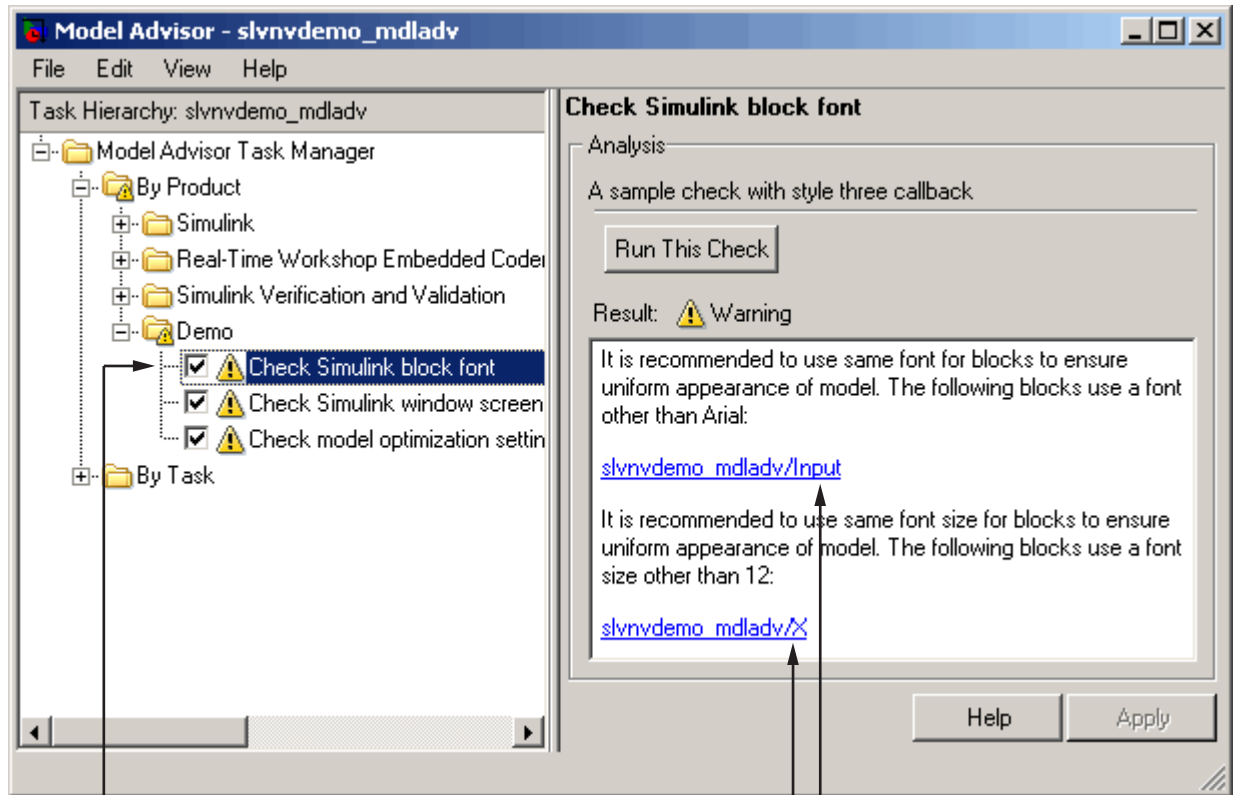 Model Advisor - slvnvdemo_mdladv
File Edit View Help
Task Hierarchy: slvnvdemo_mdladv
Model Advisor Task Manager
By Product
Simulink
Real-Time Workshop Embedded Coder
Simulink Verification and Validation
Demo
Check Simulink block font
Check Simulink window screen
Check model optimization settin
By Task
Check Simulink block font
Analysis
A sample check with style three callback
Run This Check
Result: Warning
It is recommended to use same font for blocks to ensure
uniform appearance of model. The following blocks use a font
other than Arial:
slvnvdemo_mdladv/Input
It is recommended to use same font size for blocks to ensure
uniform appearance of model. The following blocks use a font
size other than 12:
slvnvdemo_mdladv/X
Help Apply